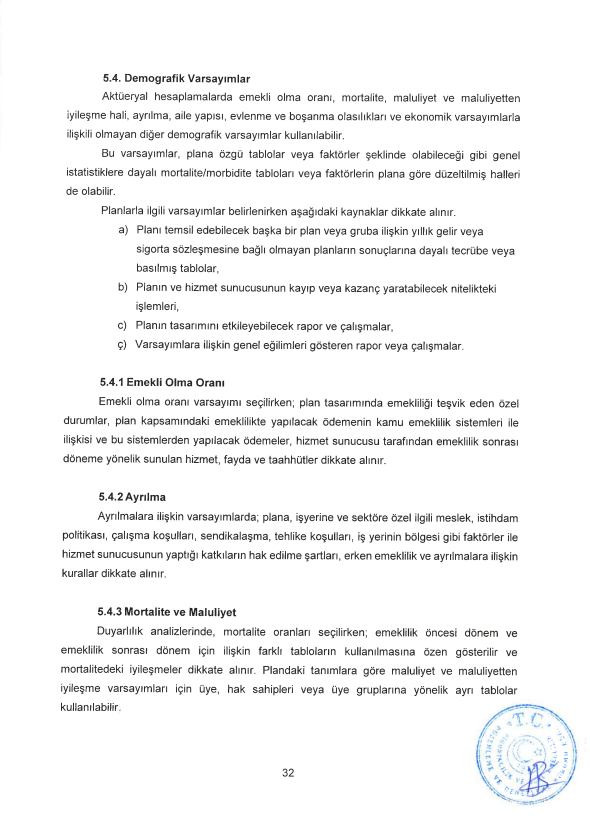 5.4. Demografik Varsayımlar
Aktüeryal hesaplamalarda emekli olma oranı, mortalite, maluliyet ve maluliyetten
iyileşme hali, ayrılma, aile yapısı, evlenme ve boşanma olasılıkları ve ekonomik varsayımlarla
ilişkili olmayan diğer demografik varsayımlar kullanılabilir.
Bu varsayımlar, plana özgü tablolar veya faktörler şeklinde olabileceği gibi genel
istatistiklere dayalı mortalite/morbidite tabloları veya faktörlerin plana göre düzeltilmiş halleri
de olabilir.
Planlarla ilgili varsayımlar belirlenirken aşağıdaki kaynaklar dikkate alınır.
a) Planı temsil edebilecek başka bir plan veya gruba ilişkin yıllık gelir veya
sigorta sözleşmesine bağlı olmayan planların sonuçlarına dayalı tecrübe veya
basılmış tablolar,
b) Planın ve hizmet sunucusunun kayıp veya kazanç yaratabilecek nitelikteki
işlemleri,
c) Planın tasarımını etkileyebilecek rapor ve çalışmalar,
ç) Varsayımlara ilişkin genel eğilimleri gösteren rapor veya çalışmalar.
5.4.1 Emekli Olma Oranı
Emekli olma oranı varsayımı seçilirken; plan tasarımında emekliliği teşvik eden özel
durumlar, plan kapsamındaki emeklilikte yapılacak ödemenin kamu emeklilik sistemleri ile
ilişkisi ve bu sistemlerden yapılacak ödemeler, hizmet sunucusu tarafından emeklilik sonrası
döneme yönelik sunulan hizmet, fayda ve taahhütler dikkate alınır.
5.4.2 Ayrılma
Ayrılmalara ilişkin varsayımlarda; plana, işyerine ve sektöre özel ilgili meslek, istihdam
politikası, çalışma koşulları, sendikalaşma, tehlike koşulları, iş yerinin bölgesi gibi faktörler ile
hizmet sunucusunun yaptığı katkıların hak edilme şartları, erken emeklilik ve ayrılmalara ilişkin
kurallar dikkate alınır.
5.4.3 Mortalite ve Maluliyet
Duyarlılık analizlerinde, mortalite oranları seçilirken; emeklilik öncesi dönem ve
emeklilik sonrası dönem için ilişkin farklı tabloların kullanılmasına özen gösterilir ve
mortalitedeki iyileşmeler dikkate alınır. Plandaki tanımlara göre maluliyet ve maluliyetten
iyileşme varsayımları için üye, hak sahipleri veya üye gruplarına yönelik ayrı tablolar
kullanılabilir.
T.C.
32